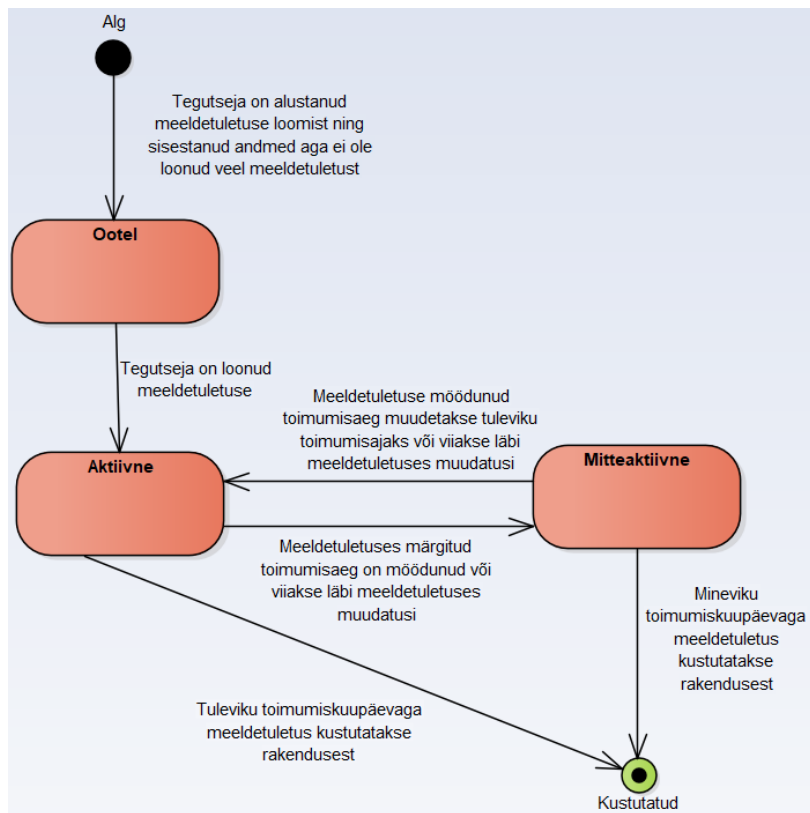 Alg
Tegutseja on alustanud
meeldetuletuse loomist ning
sisestanud andmed aga ei ole
loonud veel meeldetuletust
Ootel
Tegutseja on loonud
meeldetuletuse
Meeldetuletuse möödunud
toimumisaeg muudetakse tuleviku
toimumisajaks või viiakse läbi
meeldetuletuses muudatusi
Aktiivne
Mitteaktiivne
Meeldetuletuses märgitud
toimumisaeg on möödunud või
viiakse läbi meeldetuletuses
muudatusi
Mineviku
toimumiskuupäevaga
meeldetuletus
kustutatakse
rakendusest
Tuleviku toimumiskuupäevaga
meeldetuletus kustutatakse
rakendusest
Kustutatud